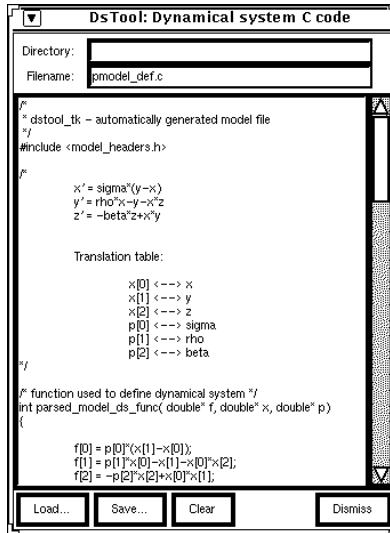 DsTool: Dynamical system C code
Directory:
Filename: pmodel_def.c
/*
* dstool_tk – automatically generated model file
*/
#include <model_headers.h>
/*
x' = sigma*(y-x)
y' = rho*x-y-x*z
z' = -beta*z+x*y
Translation table:
x[0] <--> x
x[1] <--> y
x[2] <--> z
p[0] <--> sigma
p[1] <--> rho
p[2] <--> beta
*/
/* function used to define dynamical system */
int parsed_model_ds_func( double* f, double* x, double* p)
{
f[0] = p[0]*(x[1]-x[0]);
f[1] = p[1]*x[0]-x[1]-x[0]*x[2];
f[2] = -p[2]*x[2]+x[0]*x[1];
Load... Save... Clear Dismiss